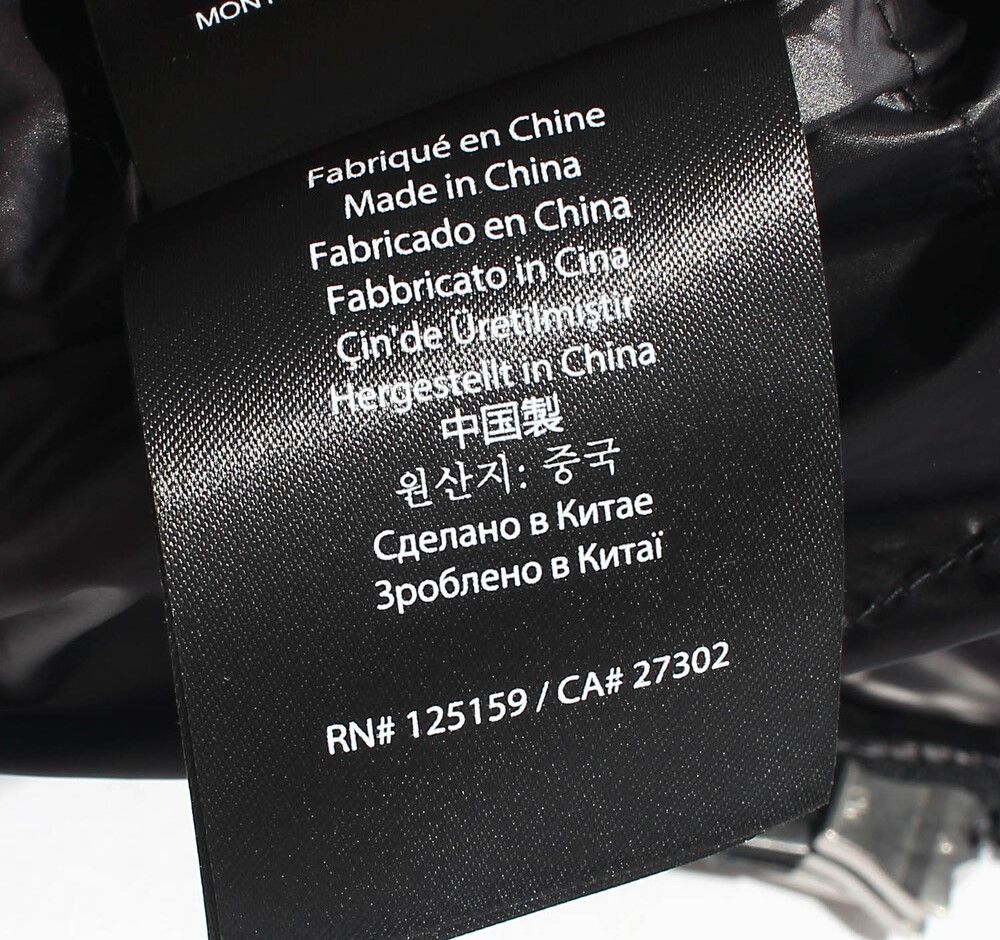 Fabriqué en Chine
Made in China
Fabricado en China
Fabbricato in Cina
Çin'de Üretilmiştir
Hergestellt in China
中国製
원산지: 중국
Сделано в Китае
Зроблено в Китаї
RN# 125159 / CA# 27302